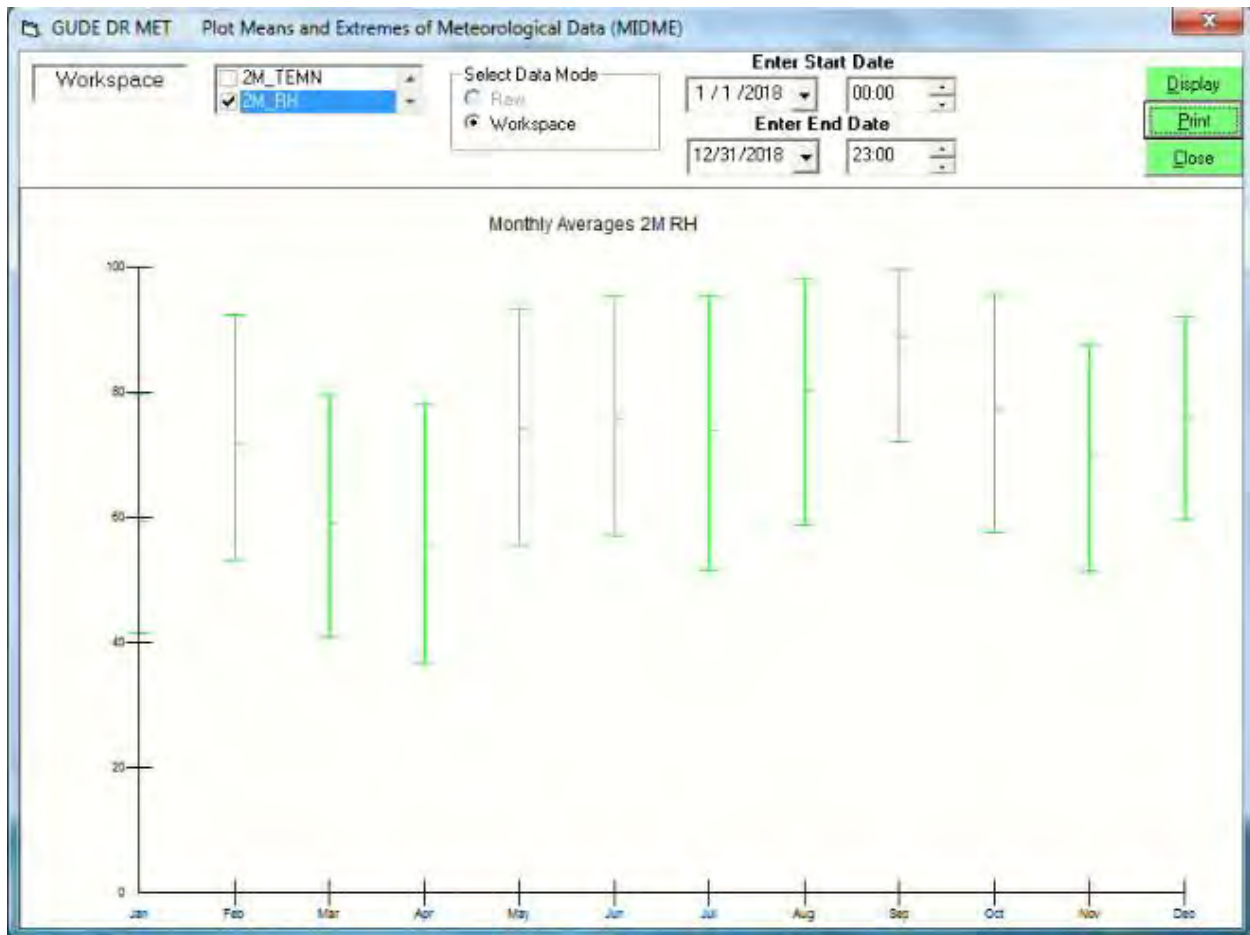 GUDE DR MET Plot Means and Extremes of Meteorological Data (MIDME)
Workspace
2M_TEMN
2M_RH
Select Data Mode
Raw
Workspace
Enter Start Date
1 / 1 /2018 00:00
Enter End Date
12/31/2018 23:00
Display
Print
Close
Monthly Averages 2M RH
100
80
60
40
20
0
Jan Feb Mar Apr May Jun Jul Aug Sep Oct Nov Dec